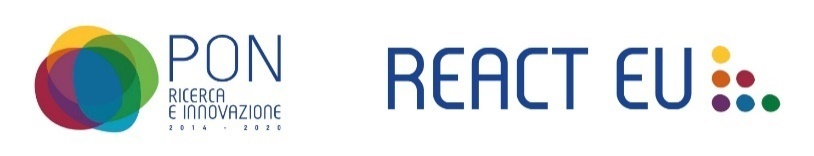 PON
RICERCA
E INNOVAZIONE
2014 - 2020
REACT EU